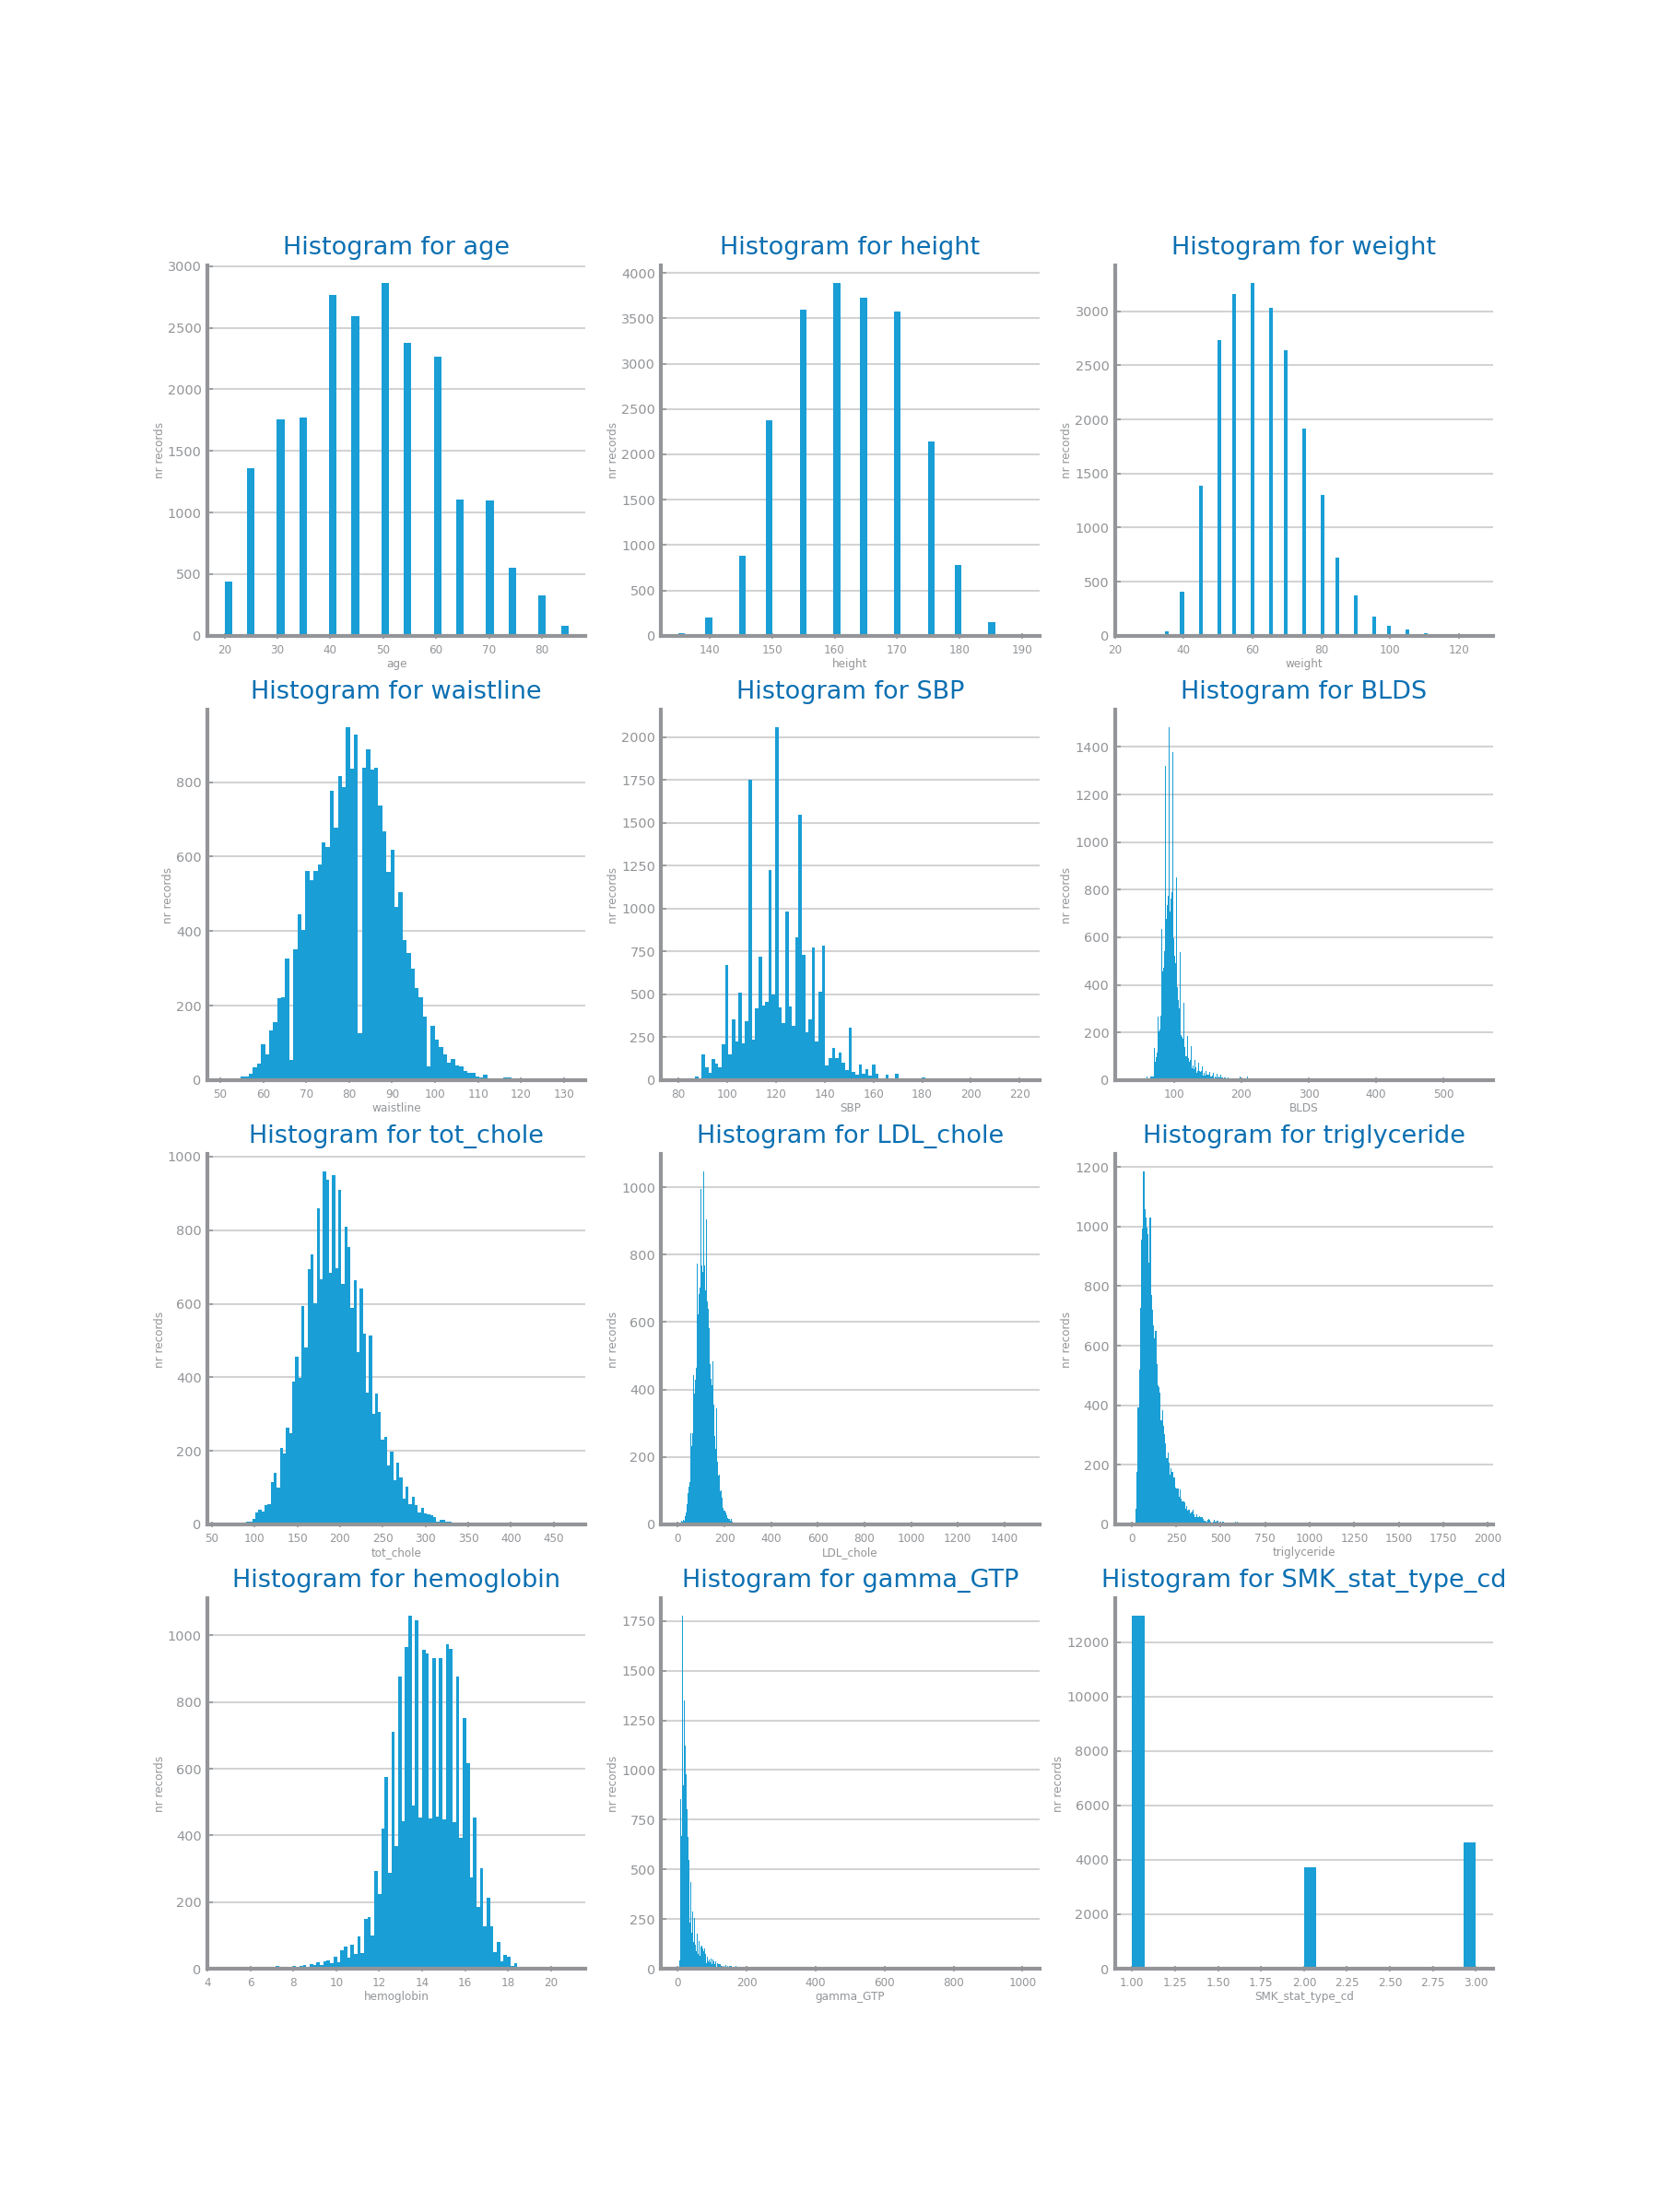 Histogram for age
Histogram for height
Histogram for weight
3000
2500
2000
1500
1000
500
0
nr records
20 30 40 50 60 70 80
age
4000
3500
3000
2500
2000
1500
1000
500
0
nr records
140 150 160 170 180 190
height
3000
2500
2000
1500
1000
500
0
nr records
20 40 60 80 100 120
weight
Histogram for waistline
Histogram for SBP
Histogram for BLDS
800
600
400
200
0
nr records
50 60 70 80 90 100 110 120 130
waistline
2000
1750
1500
1250
1000
750
500
250
0
nr records
80 100 120 140 160 180 200 220
SBP
1400
1200
1000
800
600
400
200
0
nr records
100 200 300 400 500
BLDS
Histogram for tot_chole
Histogram for LDL_chole
Histogram for triglyceride
1000
800
600
400
200
0
nr records
50 100 150 200 250 300 350 400 450
tot_chole
1000
800
600
400
200
0
nr records
0 200 400 600 800 1000 1200 1400
LDL_chole
1200
1000
800
600
400
200
0
nr records
0 250 500 750 1000 1250 1500 1750 2000
triglyceride
Histogram for hemoglobin
Histogram for gamma_GTP
Histogram for SMK_stat_type_cd
1000
800
600
400
200
0
nr records
4 6 8 10 12 14 16 18 20
hemoglobin
1750
1500
1250
1000
750
500
250
0
nr records
0 200 400 600 800 1000
gamma_GTP
12000
10000
8000
6000
4000
2000
0
nr records
1.00 1.25 1.50 1.75 2.00 2.25 2.50 2.75 3.00
SMK_stat_type_cd